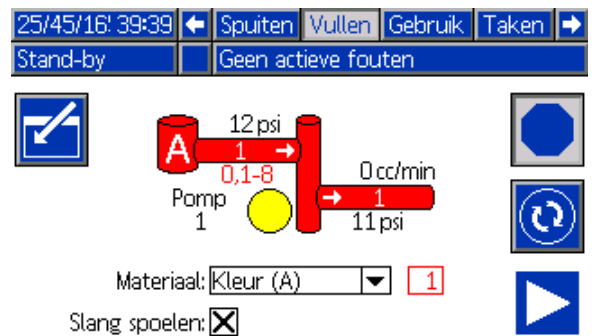 25/45/16 39:39 Spuiten Vullen Gebruik Taken
Stand-by Geen actieve fouten
12 psi
A 1
0,1-8
0 cc/min
Pomp
1
1
11 psi
Materiaal: Kleur (A) 1
Slang spoelen: